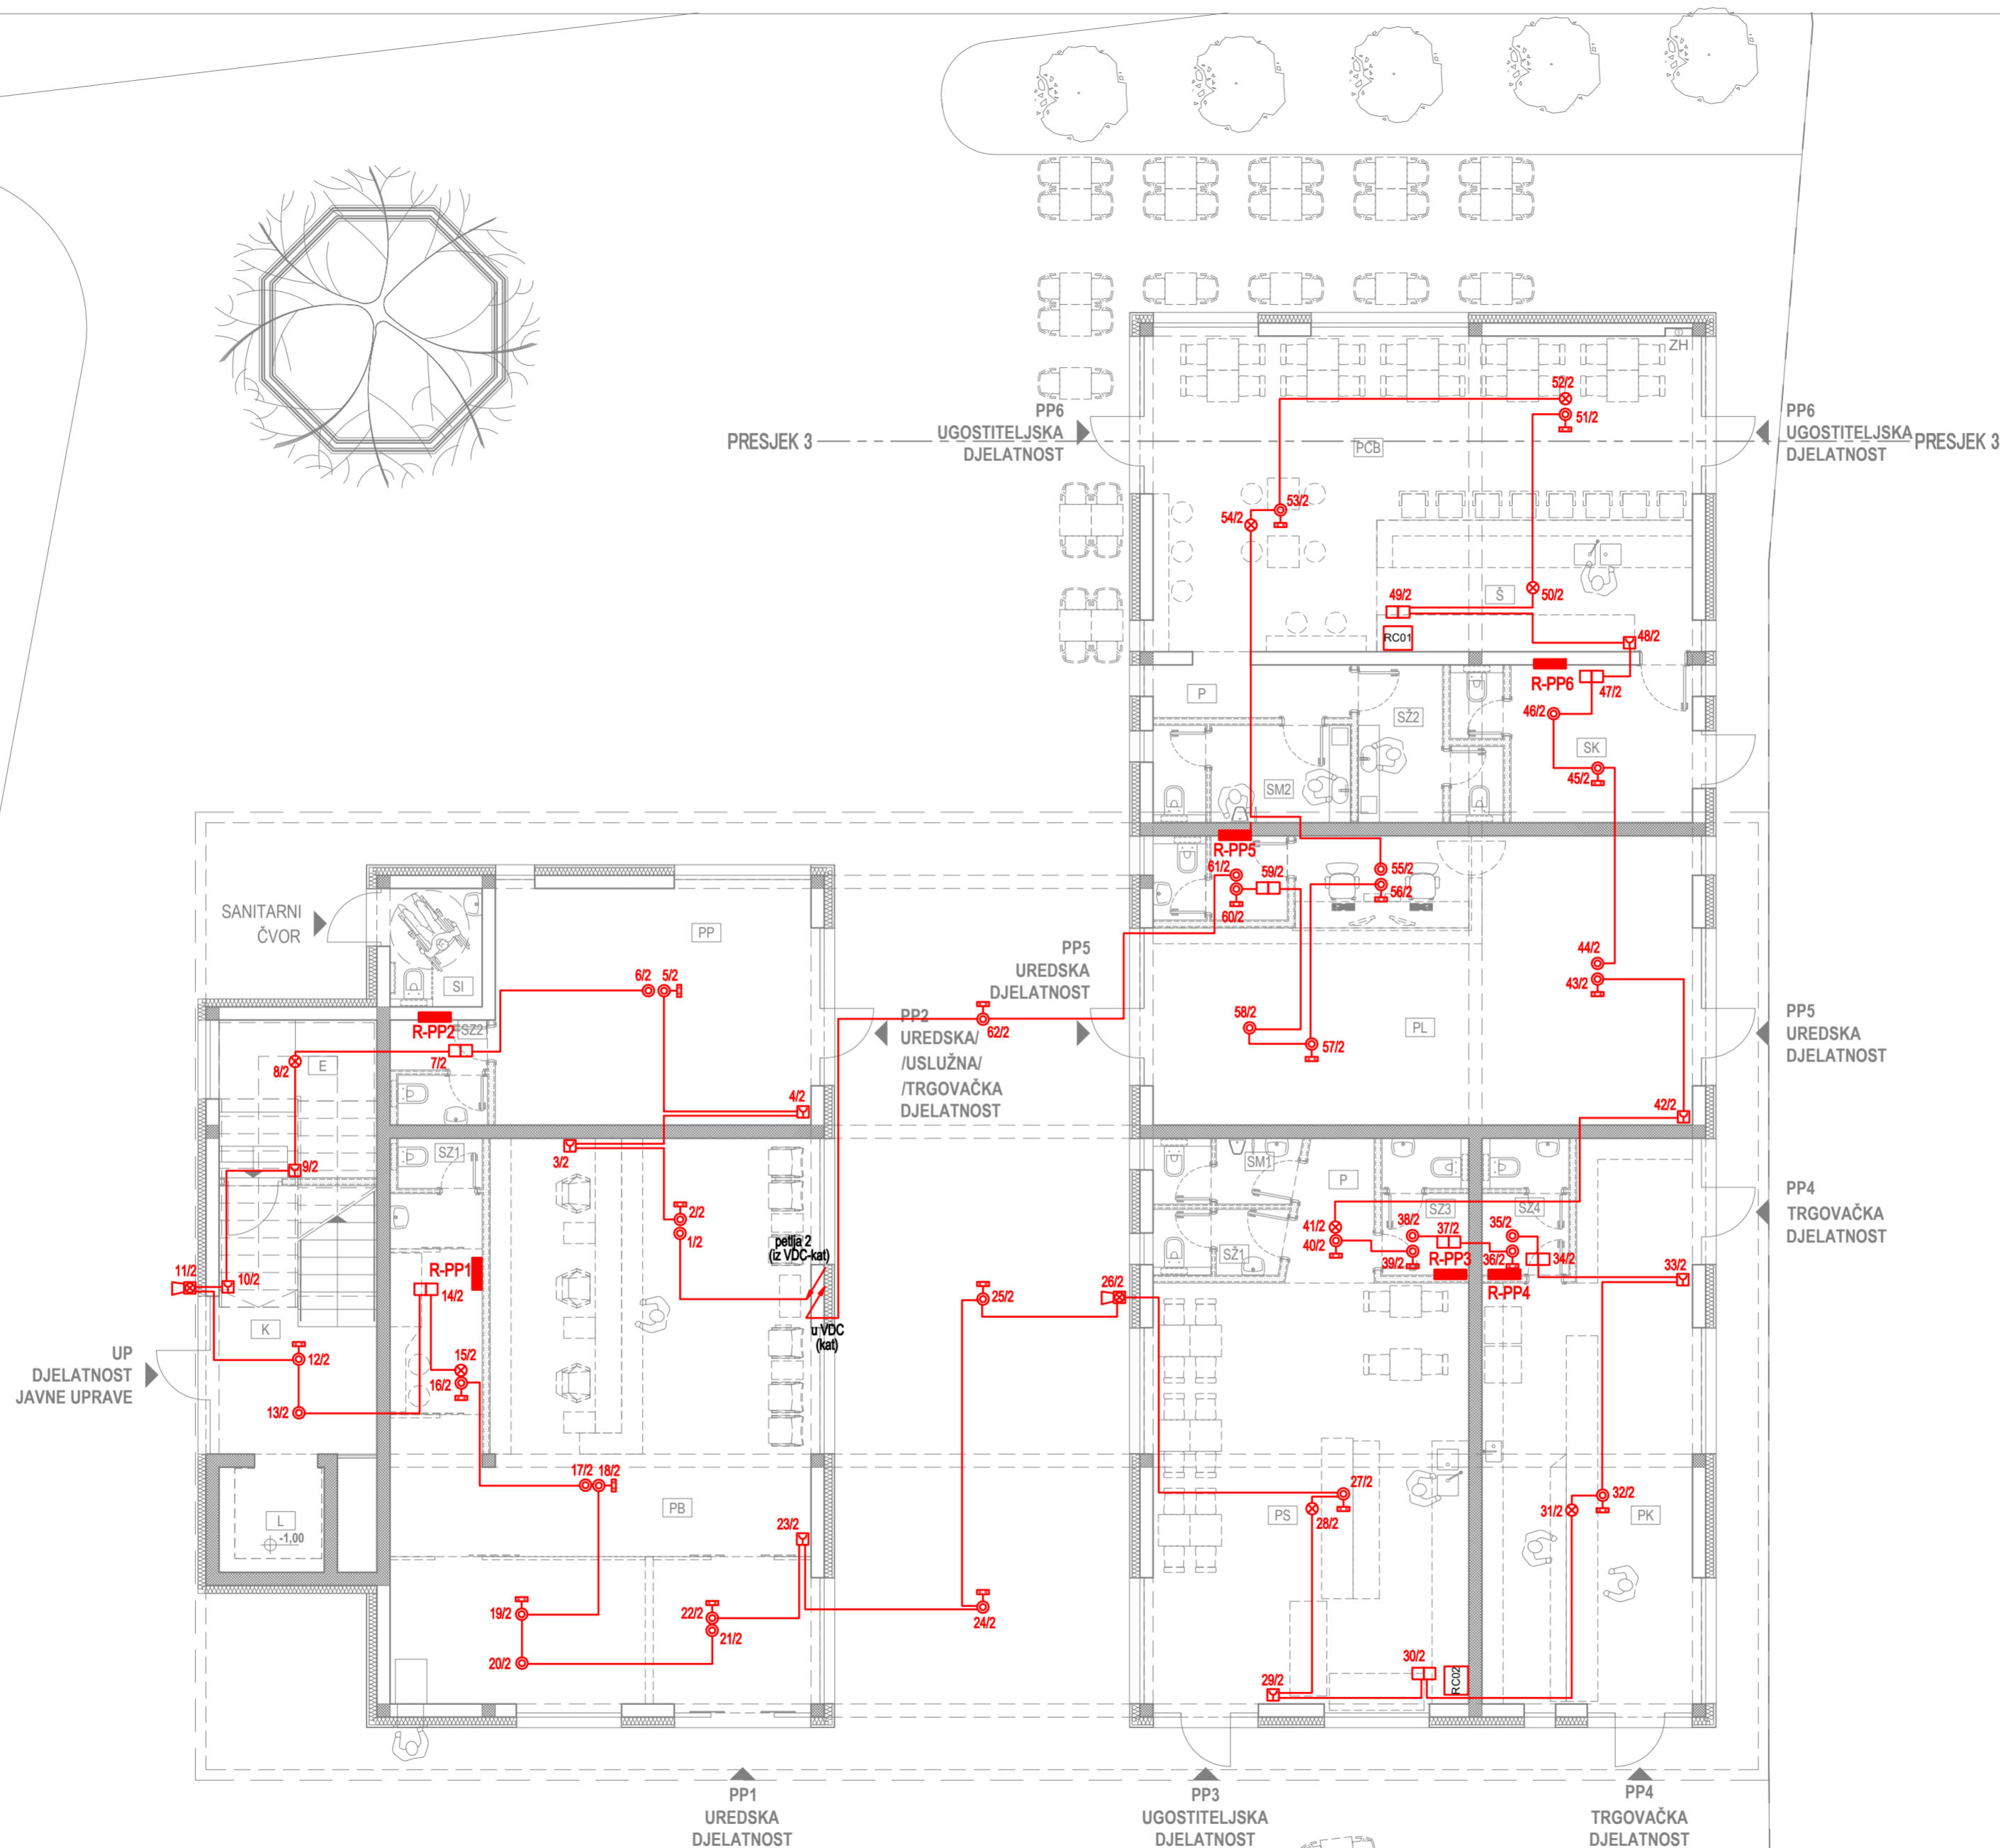 ZH
52/2
51/2
PP6
UGOSTITELJSKA
DJELATNOST
PRESJEK 3
PČB
PP6
UGOSTITELJSKA
DJELATNOST
PRESJEK 3
53/2
54/2
50/2
Š
49/2
RC01
48/2
R-PP6
47/2
P
SŽ2
46/2
SK
45/2
SM2
R-PP5
61/2
59/2
55/2
56/2
60/2
SANITARNI
ČVOR
PP
PP5
UREDSKA
DJELATNOST
44/2
43/2
SI
6/2
5/2
R-PP2
SZ2
7/2
8/2
E
PP2
UREDSKA/
/USLUŽNA/
/TRGOVAČKA
DJELATNOST
62/2
58/2
57/2
PL
PP5
UREDSKA
DJELATNOST
4/2
42/2
3/2
SZ1
9/2
SM1
P
PP4
TRGOVAČKA
DJELATNOST
2/2
1/2
petlja 2
(iz VDC-kat)
SZ3
SZ4
41/2
40/2
38/2
37/2
35/2
39/2
R-PP3
36/2
34/2
33/2
SŽ1
R-PP4
R-PP1
11/2
10/2
14/2
25/2
26/2
K
u VDC
(kat)
UP
DJELATNOST
JAVNE UPRAVE
12/2
15/2
16/2
13/2
17/2
18/2
PB
27/2
28/2
PS
31/2
32/2
PK
L
-1,00
23/2
19/2
22/2
21/2
24/2
20/2
30/2
RC02
29/2
PP1
UREDSKA
DJELATNOST
PP3
UGOSTITELJSKA
DJELATNOST
PP4
TRGOVAČKA
DJELATNOST